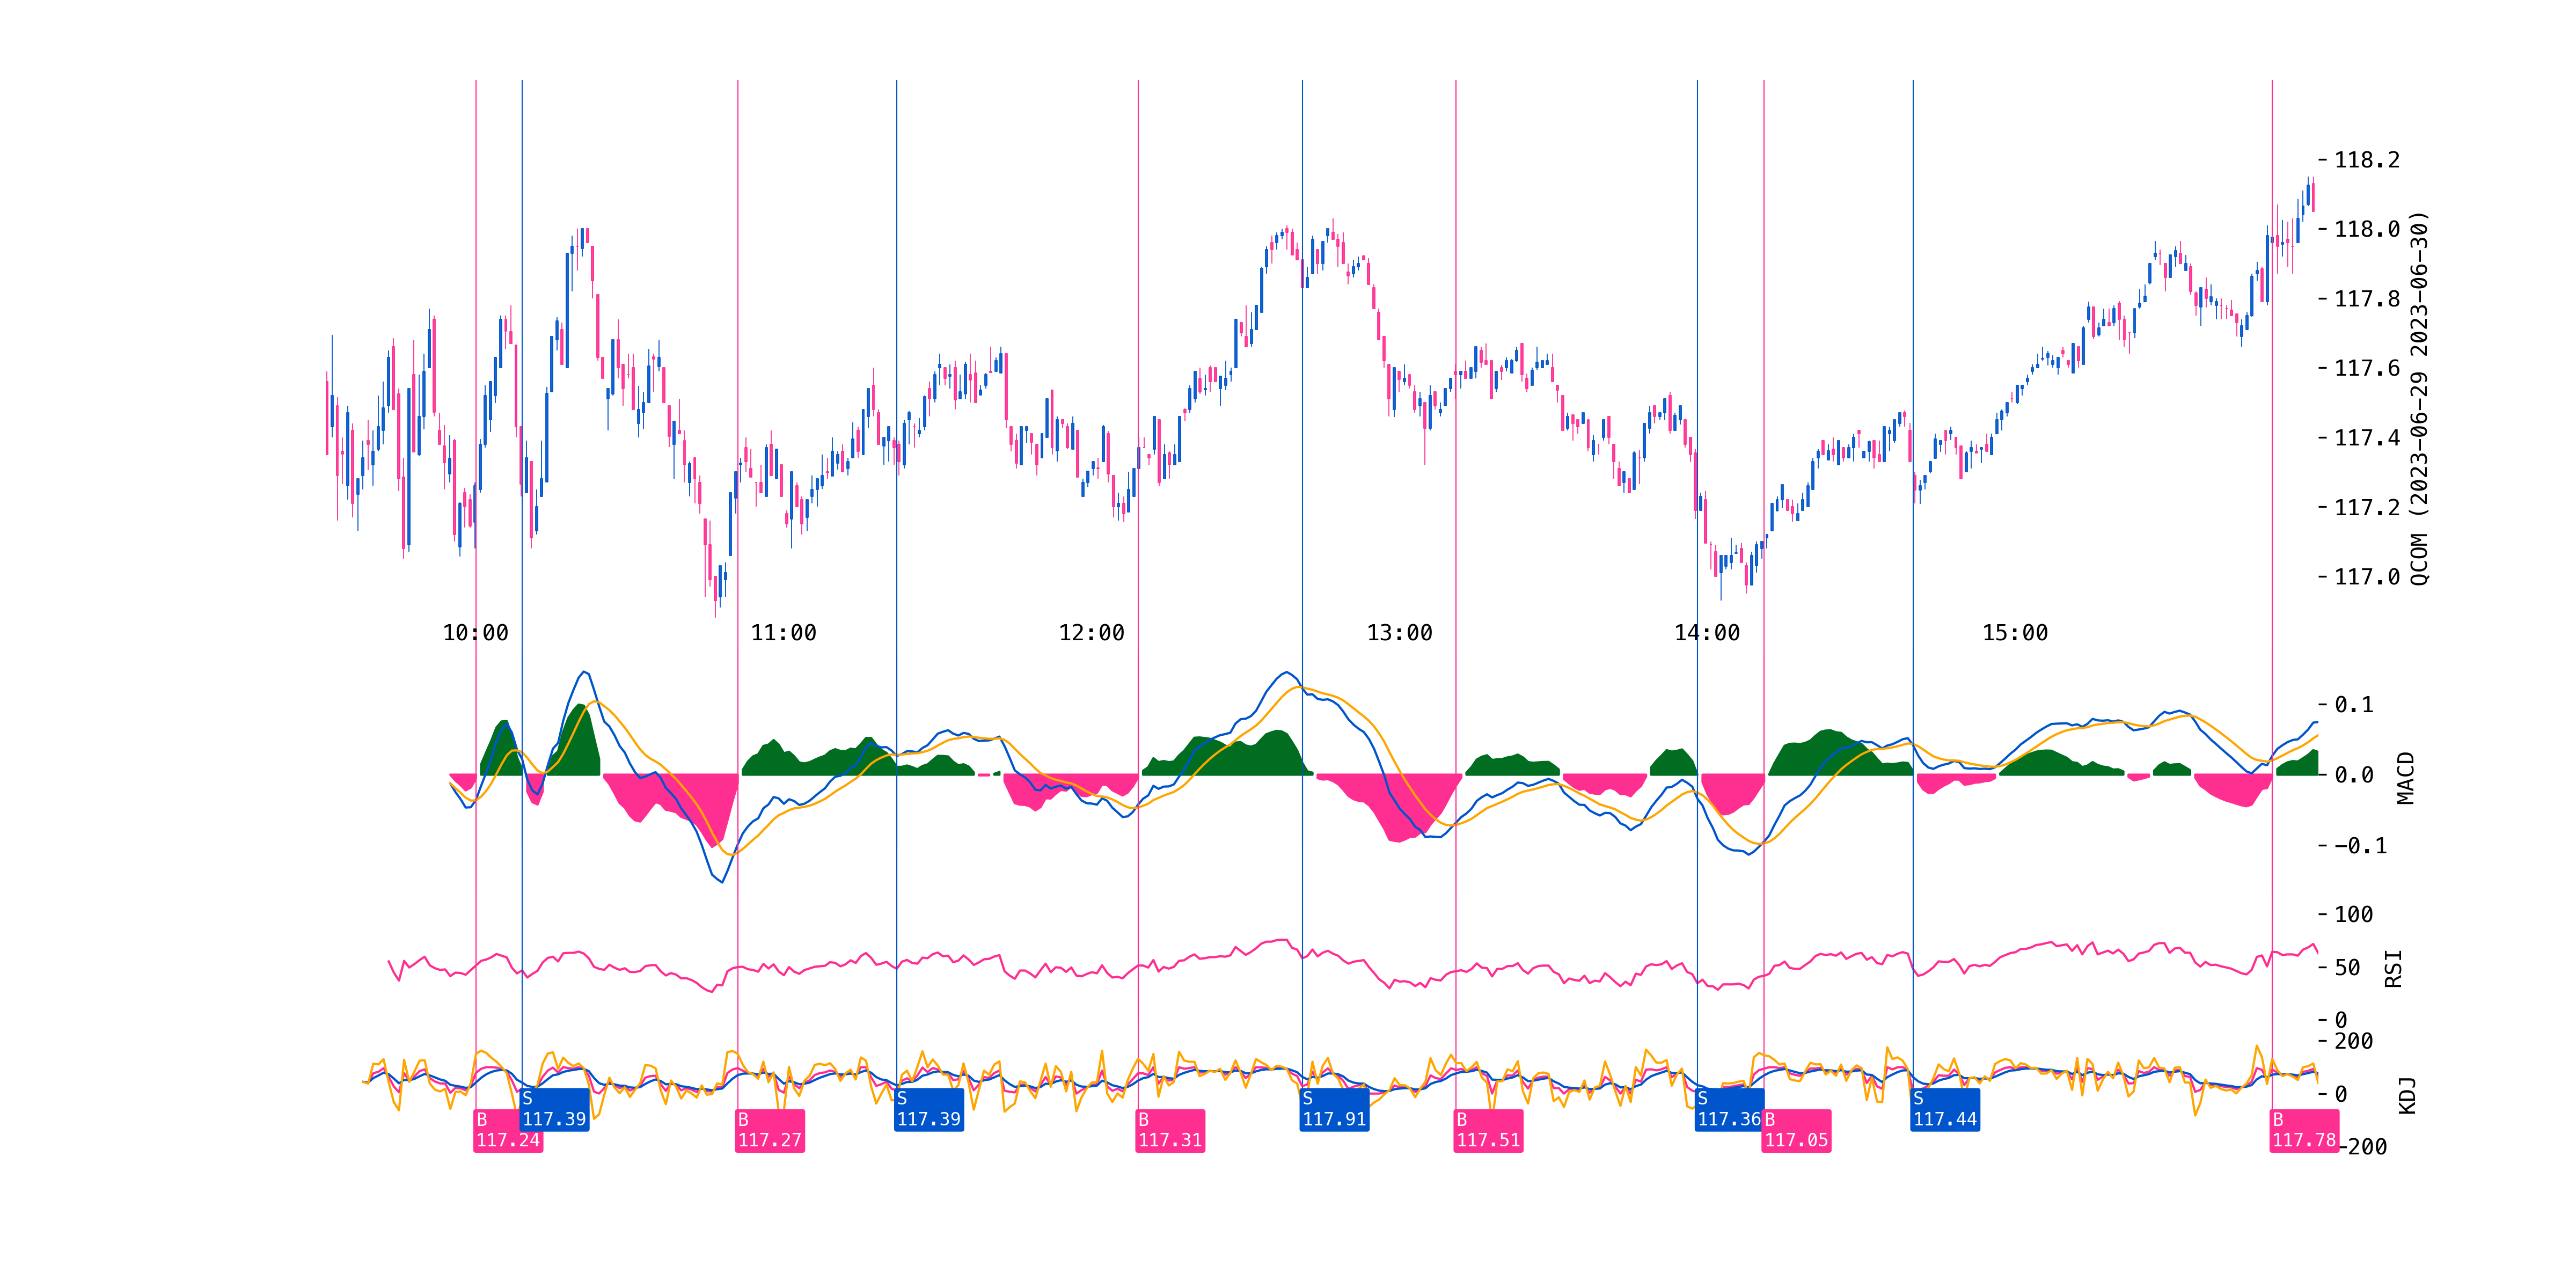 118.2
118.0
117.8
117.6
117.4
117.2
117.0
QCOM (2023-06-29 2023-06-30)
10:00 11:00 12:00 13:00 14:00 15:00
0.1
0.0
-0.1
MACD
100
50
0
RSI
200
0
-200
KDJ
B
117.24
S
117.39
B
117.27
S
117.39
B
117.31
S
117.91
B
117.51
S
117.36
B
117.05
S
117.44
B
117.78